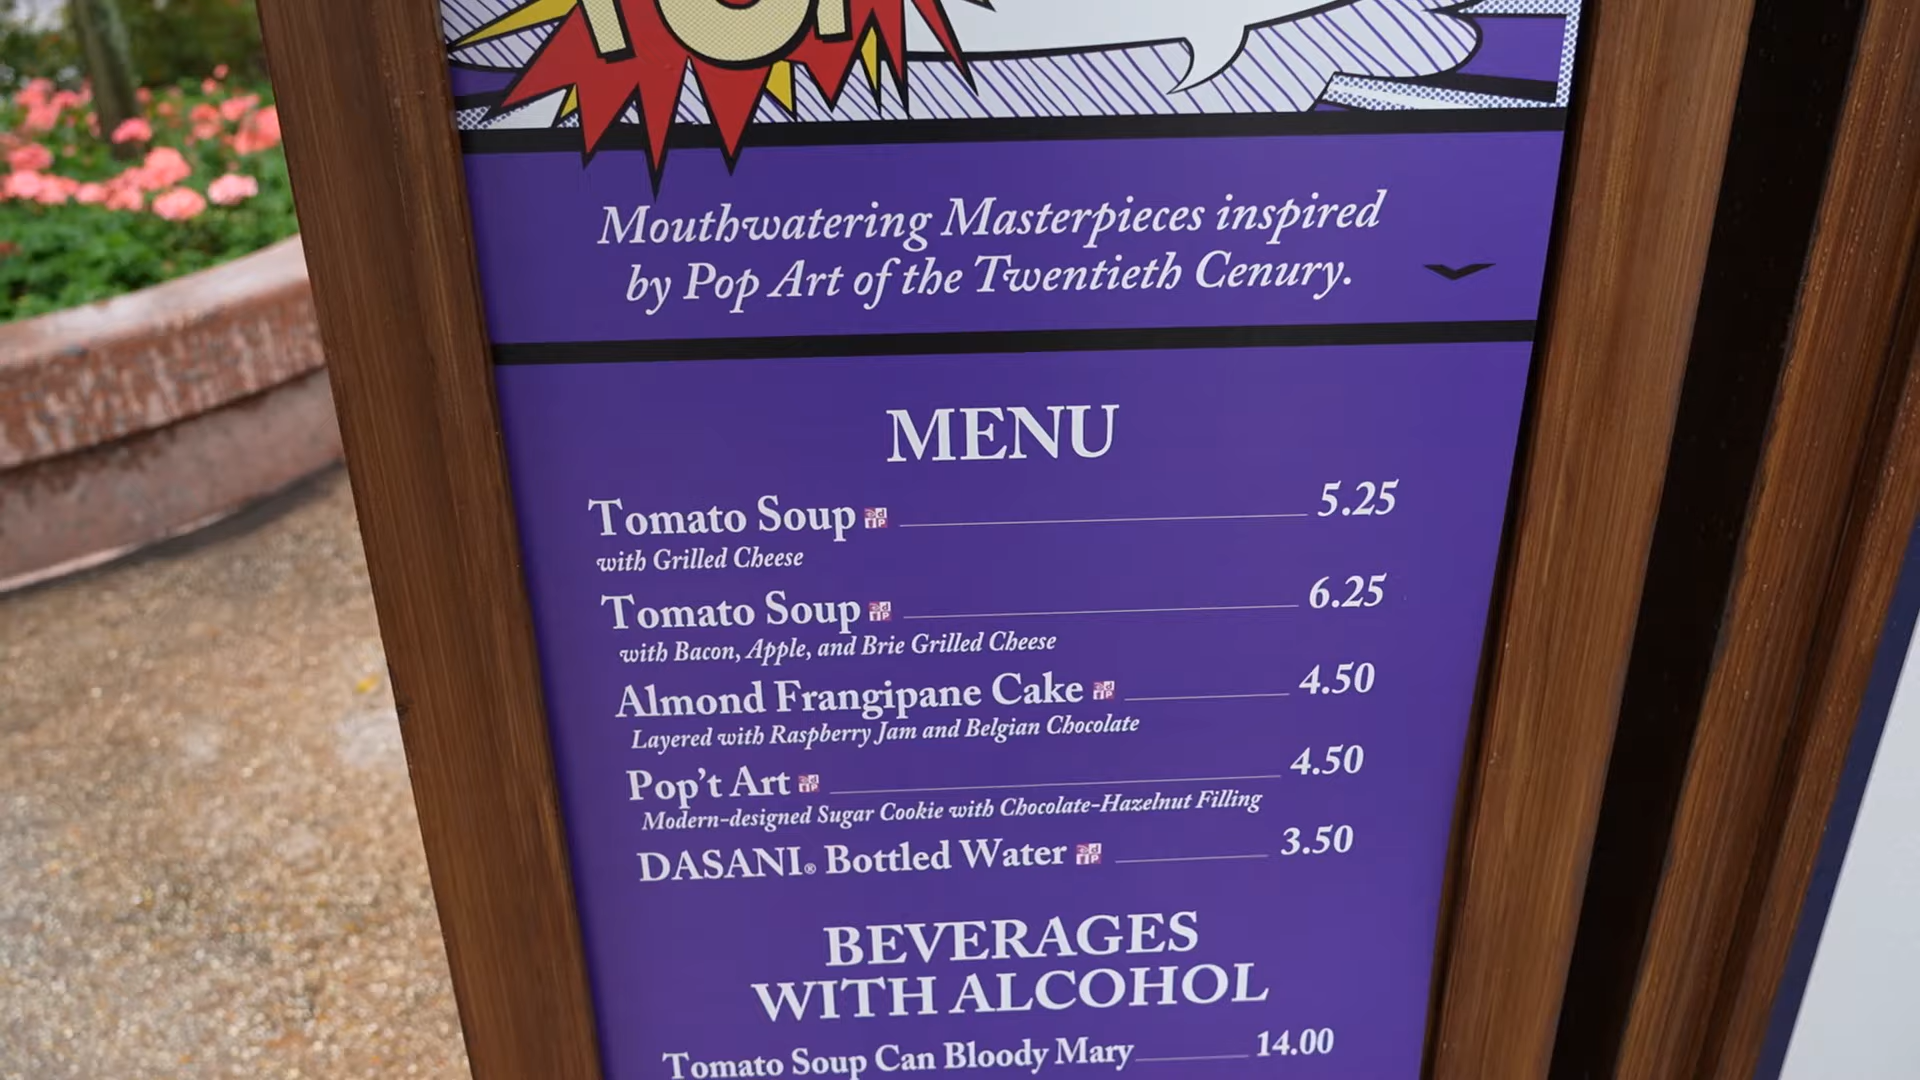 Mouthwatering Masterpieces inspired
by Pop Art of the Twentieth Cenury.
MENU
Tomato Soup 5.25
with Grilled Cheese
Tomato Soup 6.25
with Bacon, Apple, and Brie Grilled Cheese
Almond Frangipane Cake 4.50
Layered with Raspberry Jam and Belgian Chocolate
Pop't Art 4.50
Modern-designed Sugar Cookie with Chocolate-Hazelnut Filling
DASANI® Bottled Water 3.50
BEVERAGES
WITH ALCOHOL
Tomato Soup Can Bloody Mary 14.00